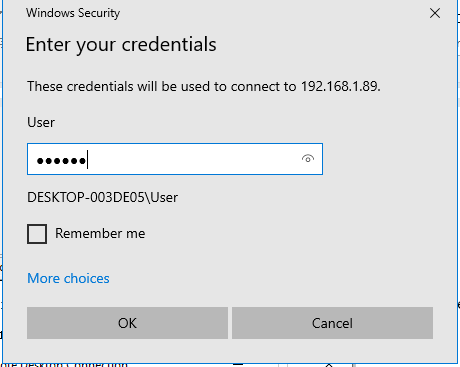 Windows Security
Enter your credentials
These credentials will be used to connect to 192.168.1.89.
User
●●●●●●
DESKTOP-003DE05\User
Remember me
More choices
OK
Cancel